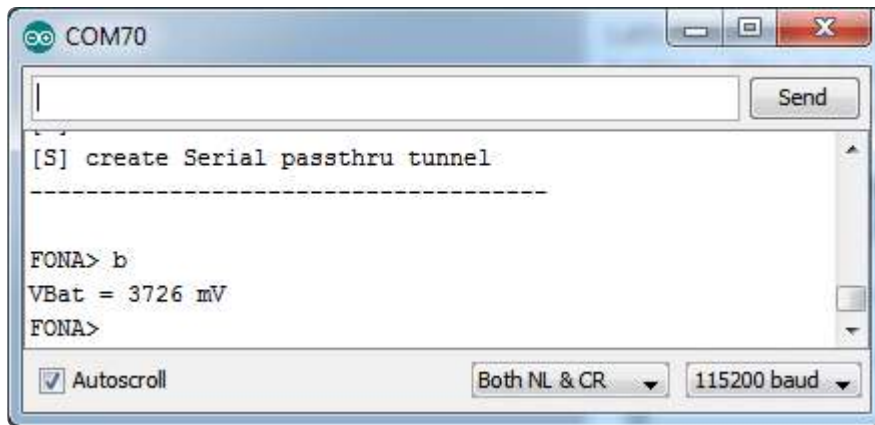 COM70
Send
[S] create Serial passthru tunnel
-------------------------------------
FONA> b
VBat = 3726 mV
FONA>
Autoscroll
Both NL & CR
115200 baud